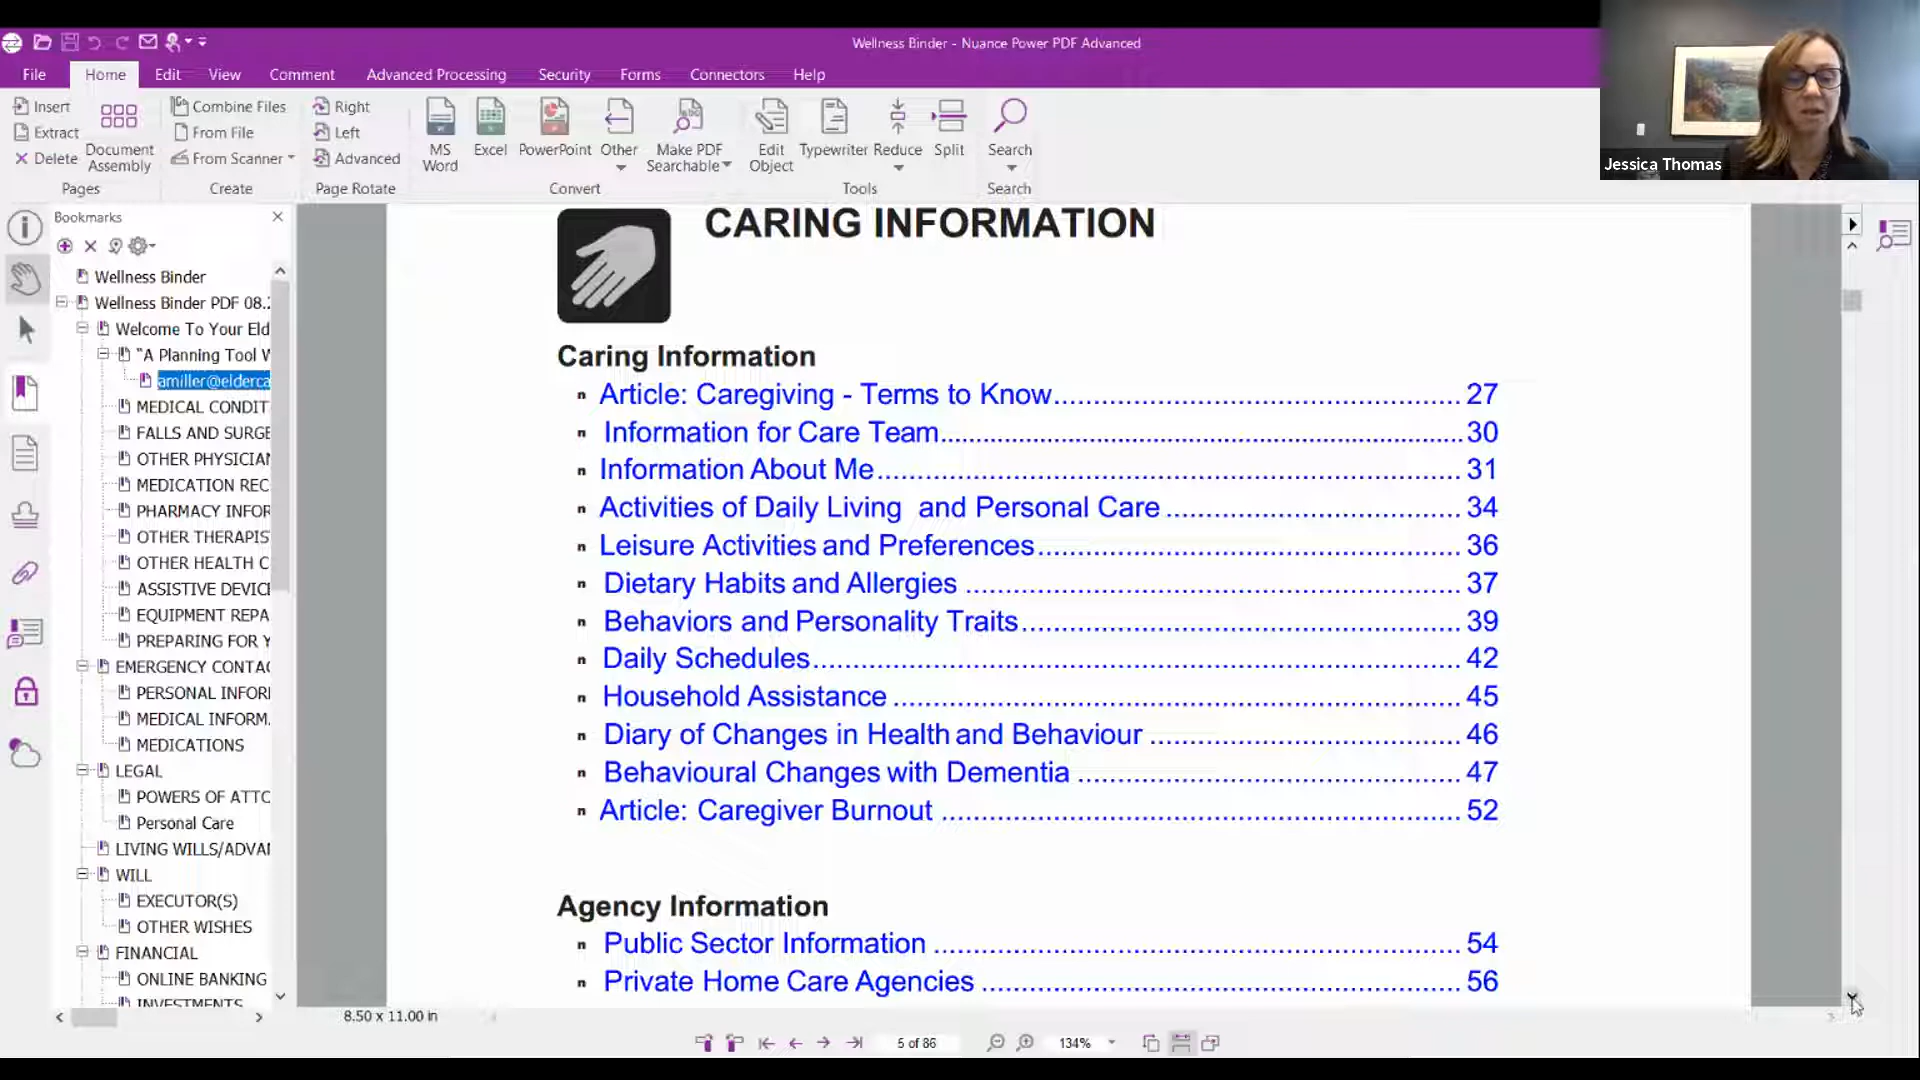 Wellness Binder - Nuance Power PDF Advanced
File Home Edit View Comment Advanced Processing Security Forms Connectors Help
Insert
Extract
Delete
Document Assembly
Pages
Combine Files
From File
From Scanner
Create
Right
Left
Advanced
Page Rotate
MS Word
Excel
PowerPoint
Other
Make PDF Searchable
Convert
Edit Object
Typewriter
Reduce
Split
Tools
Search
Search
Jessica Thomas
Bookmarks
Wellness Binder
Wellness Binder PDF 08.2
Welcome To Your Eld
"A Planning Tool W
amiller@elderca
MEDICAL CONDIT
FALLS AND SURGE
OTHER PHYSICIAN
MEDICATION REC
PHARMACY INFOR
OTHER THERAPIS
OTHER HEALTH C
ASSISTIVE DEVICE
EQUIPMENT REPA
PREPARING FOR Y
EMERGENCY CONTAC
PERSONAL INFORM
MEDICAL INFORMA
MEDICATIONS
LEGAL
POWERS OF ATTO
Personal Care
LIVING WILLS/ADVAN
WILL
EXECUTOR(S)
OTHER WISHES
FINANCIAL
ONLINE BANKING
INVESTMENTS
CARING INFORMATION
Caring Information
Article: Caregiving - Terms to Know 27
Information for Care Team 30
Information About Me 31
Activities of Daily Living and Personal Care 34
Leisure Activities and Preferences 36
Dietary Habits and Allergies 37
Behaviors and Personality Traits 39
Daily Schedules 42
Household Assistance 45
Diary of Changes in Health and Behaviour 46
Behavioural Changes with Dementia 47
Article: Caregiver Burnout 52
Agency Information
Public Sector Information 54
Private Home Care Agencies 56
8.50 x 11.00 in
5 of 86
134%